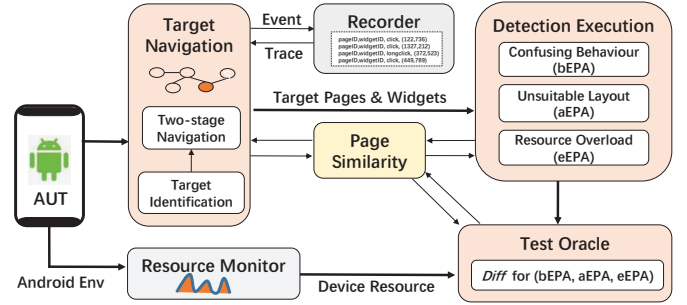 Target
Navigation
Event
Trace
Recorder
pageID,widgetID, click, (122,736)
pageID,widgetID, click, (1327,212)
pageID,widgetID, longclick, (372,523)
pageID,widgetID, click, (449,789)
Detection Execution
Confusing Behaviour
(bEPA)
Unsuitable Layout
(aEPA)
Resource Overload
(eEPA)
Target Pages & Widgets
Two-stage
Navigation
Target
Identification
Page
Similarity
AUT
Android Env
Resource Monitor
Device Resource
Test Oracle
Diff for (bEPA, aEPA, eEPA)